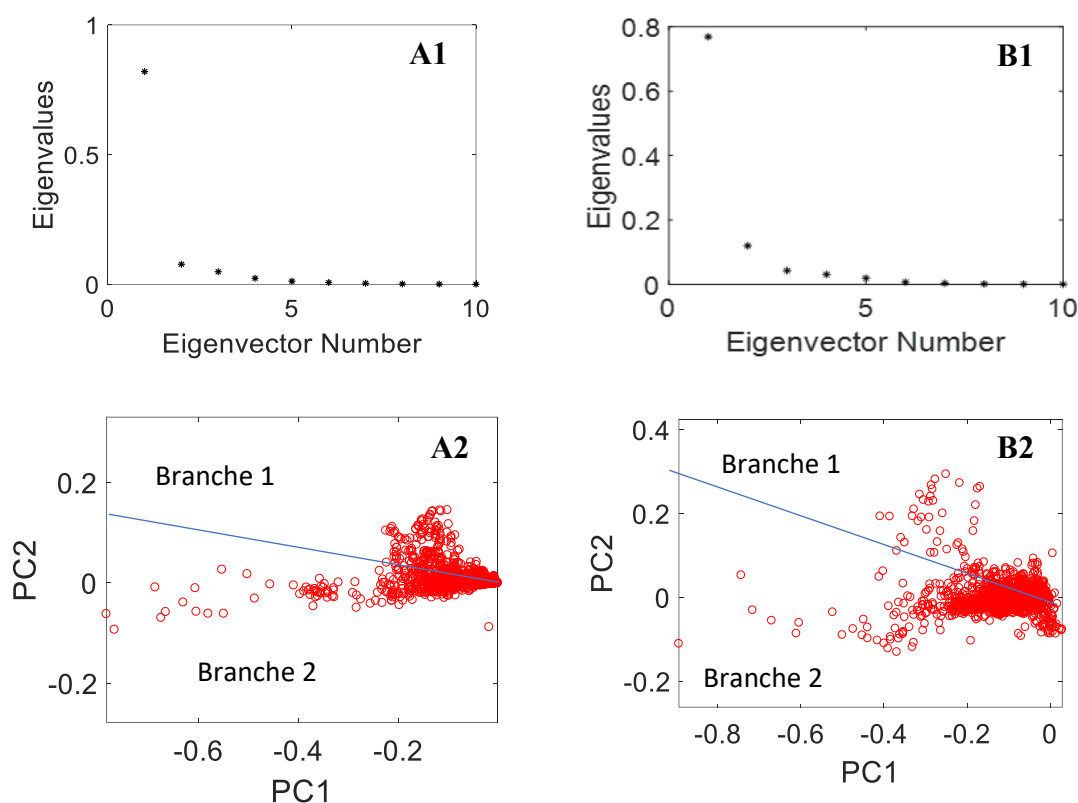 A1
1
0.5
0
0
5
10
Eigenvalues
Eigenvector Number
B1
0.8
0.6
0.4
0.2
0
0
5
10
Eigenvalues
Eigenvector Number
A2
Branche 1
Branche 2
0.2
0
-0.2
-0.6
-0.4
-0.2
PC2
PC1
B2
Branche 1
Branche 2
0.4
0.2
0
-0.2
-0.8
-0.6
-0.4
-0.2
0
PC2
PC1